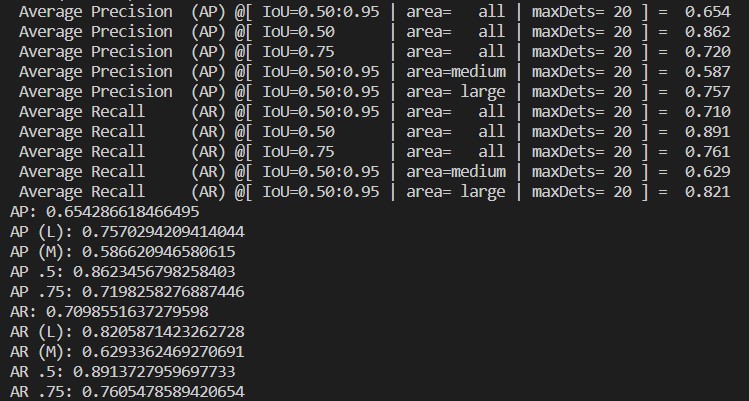 Average Precision  (AP) @[ IoU=0.50:0.95 | area=   all | maxDets= 20 ] =  0.654
Average Precision  (AP) @[ IoU=0.50      | area=   all | maxDets= 20 ] =  0.862
Average Precision  (AP) @[ IoU=0.75      | area=   all | maxDets= 20 ] =  0.720
Average Precision  (AP) @[ IoU=0.50:0.95 | area=medium | maxDets= 20 ] =  0.587
Average Precision  (AP) @[ IoU=0.50:0.95 | area= large | maxDets= 20 ] =  0.757
Average Recall     (AR) @[ IoU=0.50:0.95 | area=   all | maxDets= 20 ] =  0.710
Average Recall     (AR) @[ IoU=0.50      | area=   all | maxDets= 20 ] =  0.891
Average Recall     (AR) @[ IoU=0.75      | area=   all | maxDets= 20 ] =  0.761
Average Recall     (AR) @[ IoU=0.50:0.95 | area=medium | maxDets= 20 ] =  0.629
Average Recall     (AR) @[ IoU=0.50:0.95 | area= large | maxDets= 20 ] =  0.821
AP: 0.654286618466495
AP (L): 0.7570294209414044
AP (M): 0.586620946580615
AP .5: 0.8623456798258403
AP .75: 0.7198258276887446
AR: 0.7098551637279598
AR (L): 0.8205871423262728
AR (M): 0.6293362469270691
AR .5: 0.8913727959697733
AR .75: 0.7605478589420654